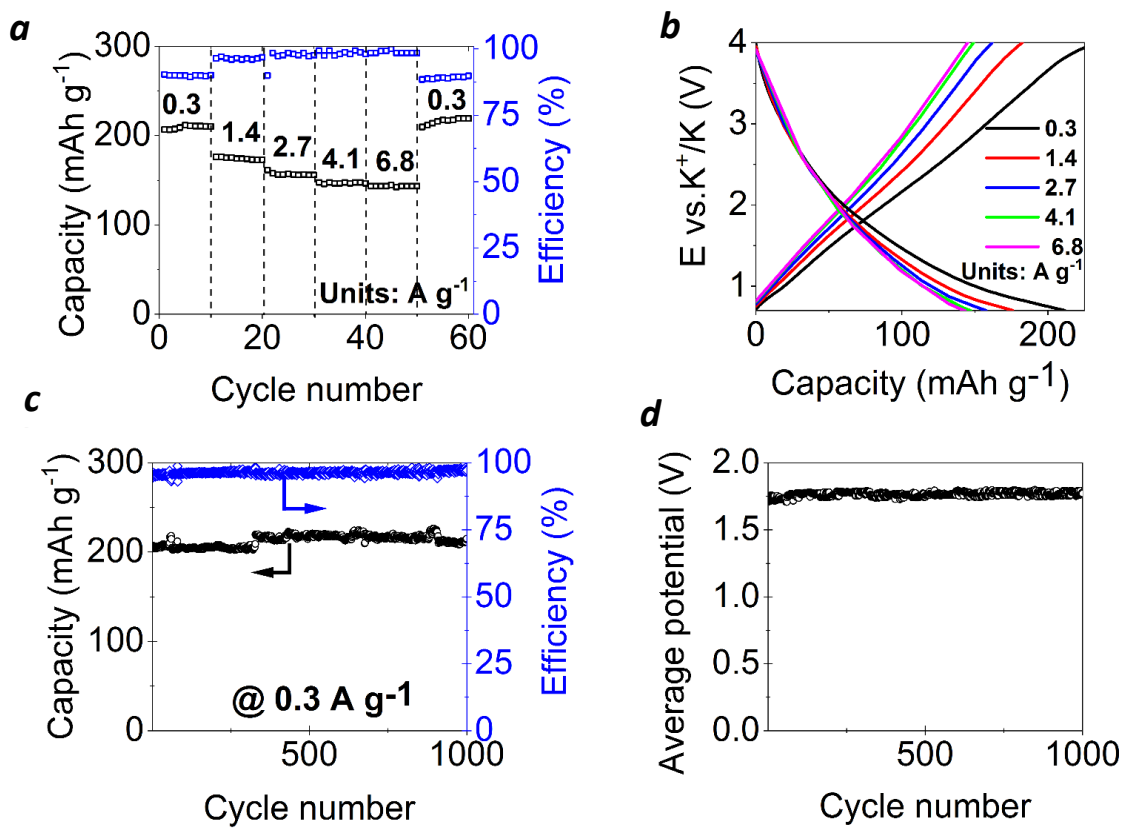 a
300
200
100
0
Capacity (mAh g-1)
0.3
1.4
2.7
4.1
6.8
0.3
Units: A g-1
100
75
50
25
0
Efficiency (%)
0 20 40 60
Cycle number
b
4
3
2
1
E vs.K+/K (V)
0.3
1.4
2.7
4.1
6.8
Units: A g-1
0 100 200
Capacity (mAh g-1)
c
300
200
100
0
Capacity (mAh g-1)
@ 0.3 A g-1
100
75
50
25
0
Efficiency (%)
500 1000
Cycle number
d
2.0
1.5
1.0
0.5
0.0
Average potential (V)
500 1000
Cycle number